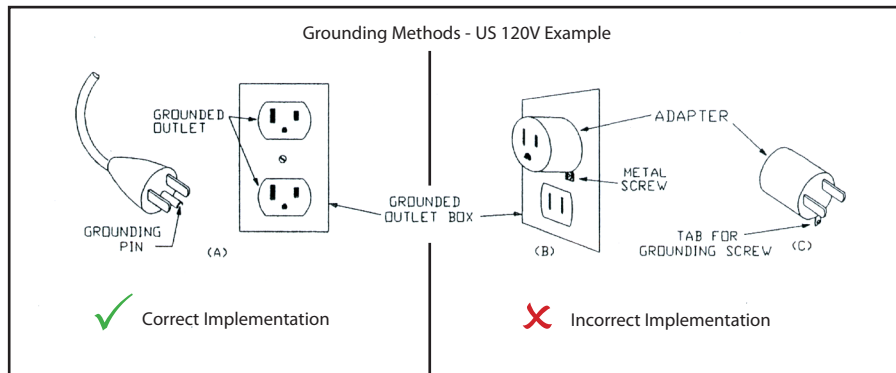 Grounding Methods - US 120V Example
GROUNDED
OUTLET
GROUNDING
PIN
(A)
GROUNDED
OUTLET BOX
ADAPTER
METAL
SCREW
(B)
TAB FOR
GROUNDING SCREW
(C)
Correct Implementation
Incorrect Implementation